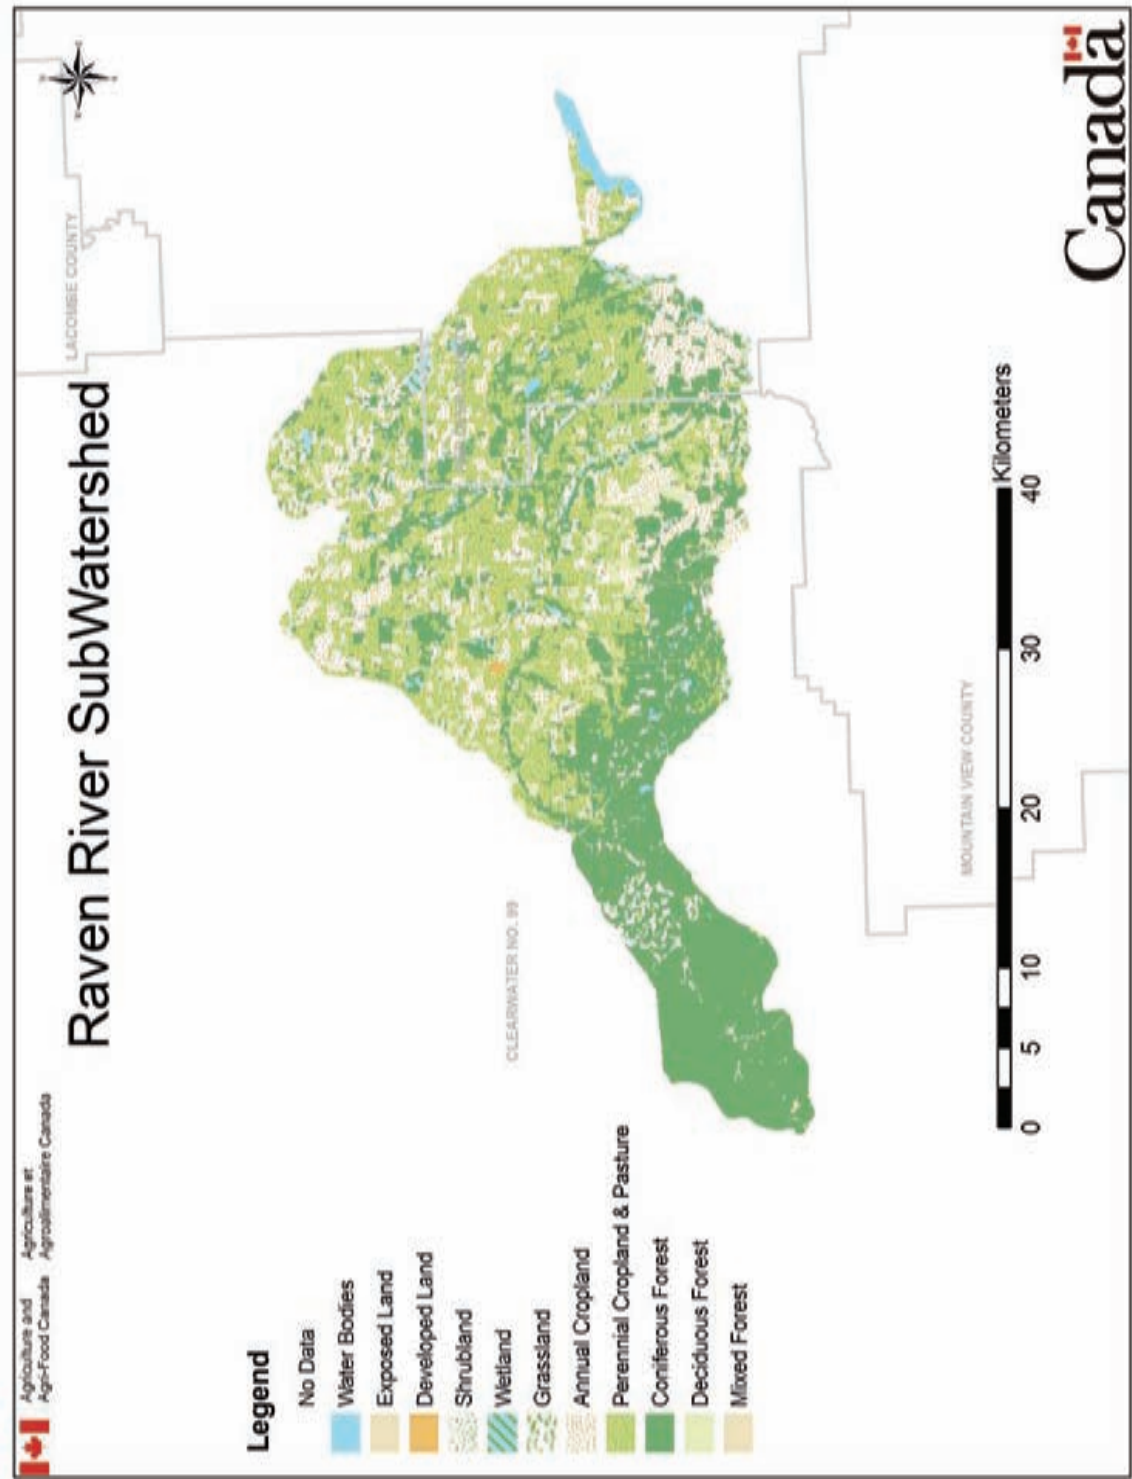 Agriculture and Agriculture et
Agri-Food Canada Agroalimentaire Canada
Raven River SubWatershed
LACOMBE COUNTY
CLEARWATER NO. 99
MOUNTAIN VIEW COUNTY
Legend
No Data
Water Bodies
Exposed Land
Developed Land
Shrubland
Wetland
Grassland
Annual Cropland
Perennial Cropland & Pasture
Coniferous Forest
Deciduous Forest
Mixed Forest
Kilometers
0 5 10 20 30 40
Canada